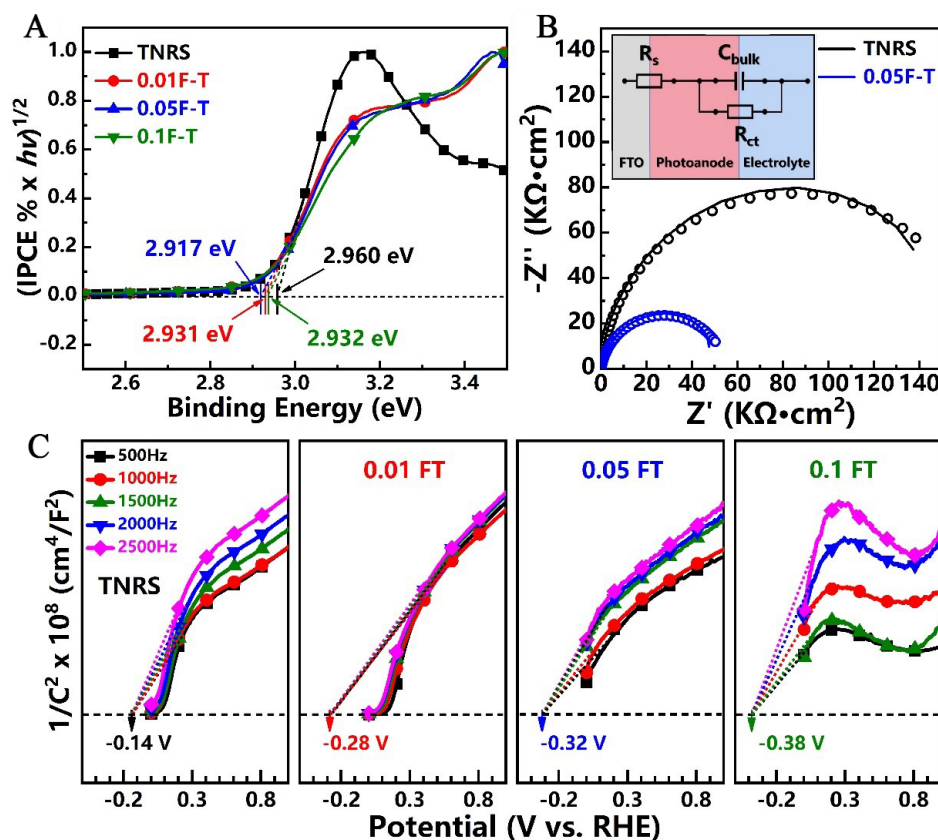 A
(IPCE % x hν)1/2
1.0
0.8
0.6
0.4
0.2
0.0
-0.2
TNRS
0.01F-T
0.05F-T
0.1F-T
2.917 eV
2.960 eV
2.931 eV
2.932 eV
2.6 2.8 3.0 3.2 3.4
Binding Energy (eV)
B
-Z'' (KΩ•cm2)
140
120
100
80
60
40
20
0
Rs
Cbulk
Rct
FTO Photoanode Electrolyte
TNRS
0.05F-T
0 20 40 60 80 100 120 140
Z' (KΩ•cm2)
C
1/C2 x 108 (cm4/F2)
500Hz
1000Hz
1500Hz
2000Hz
2500Hz
TNRS
-0.14 V
0.01 FT
-0.28 V
0.05 FT
-0.32 V
0.1 FT
-0.38 V
-0.2 0.3 0.8 -0.2 0.3 0.8 -0.2 0.3 0.8 -0.2 0.3 0.8
Potential (V vs. RHE)